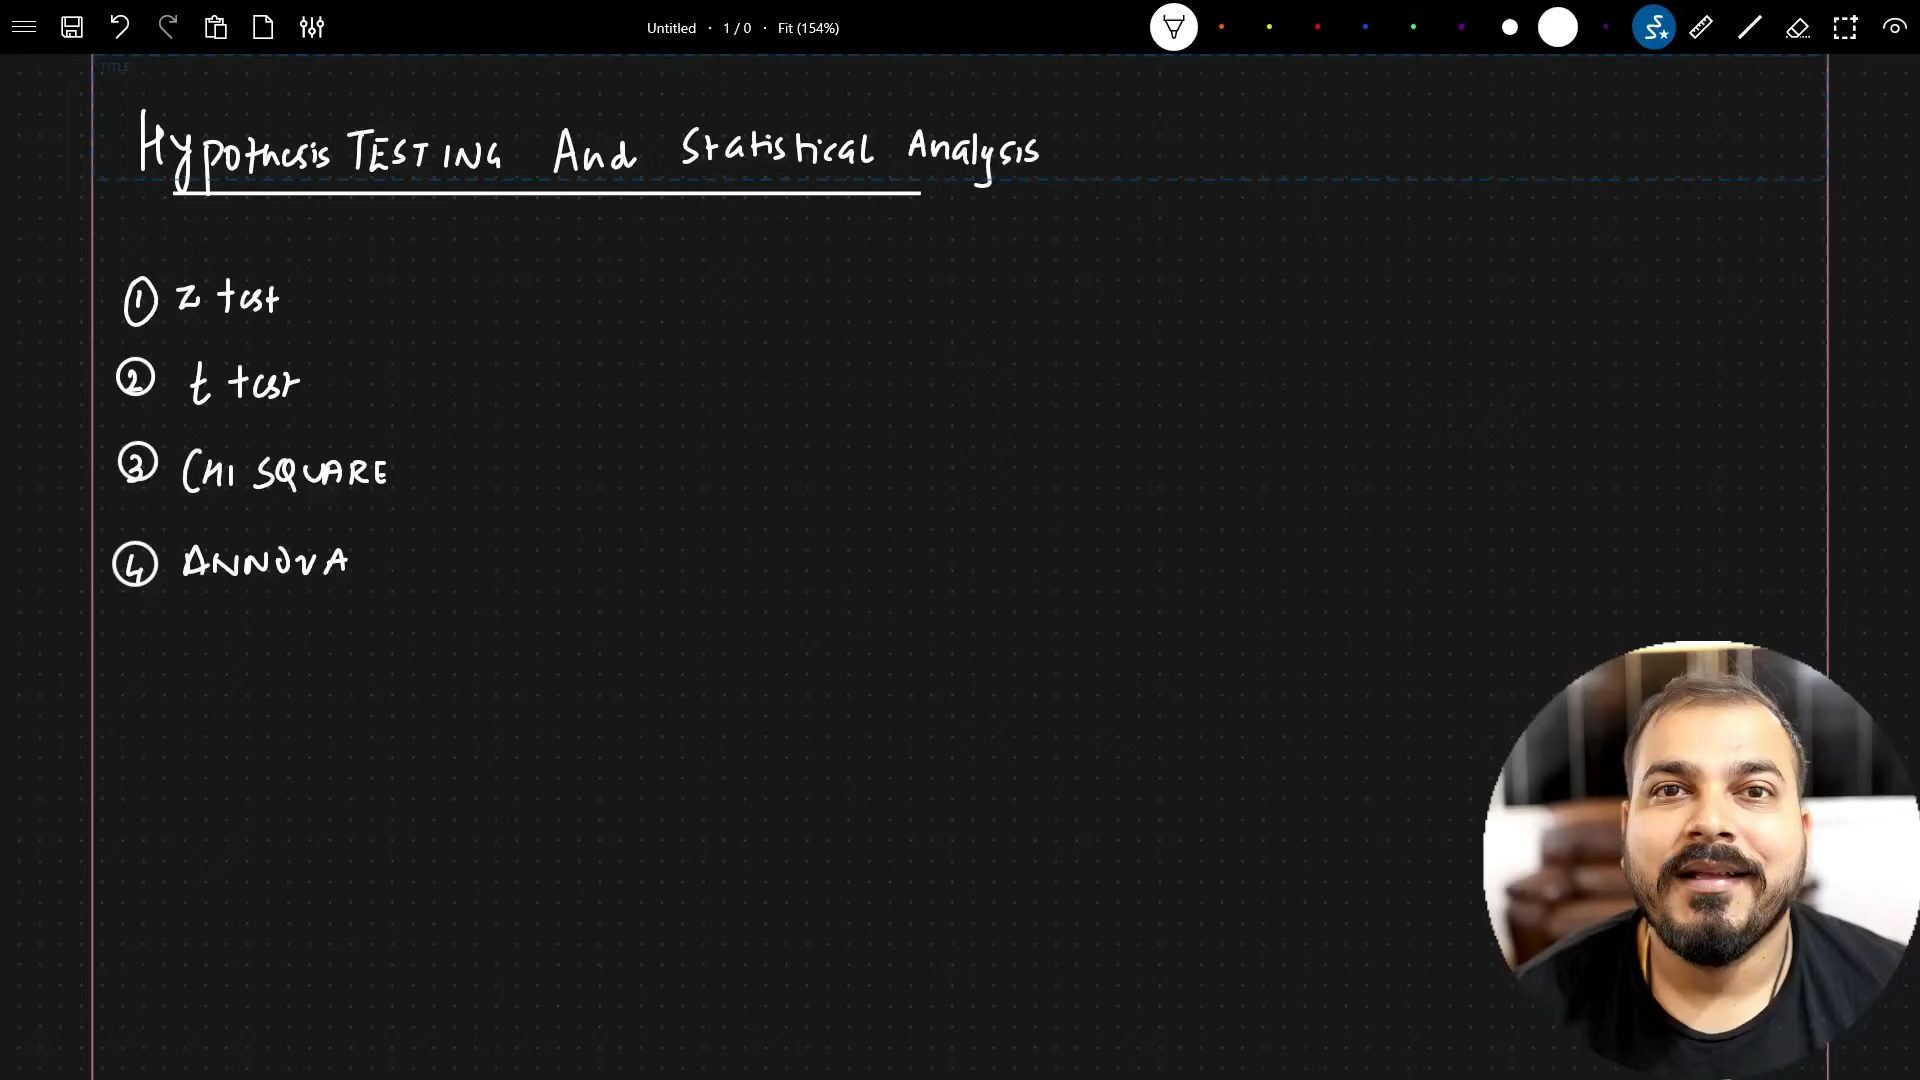 Untitled · 1 / 0 · Fit (154%)
TITLE
Hypothesis TESTING And Statistical Analysis
① z test
② t test
③ CHI SQUARE
④ ANNOVA